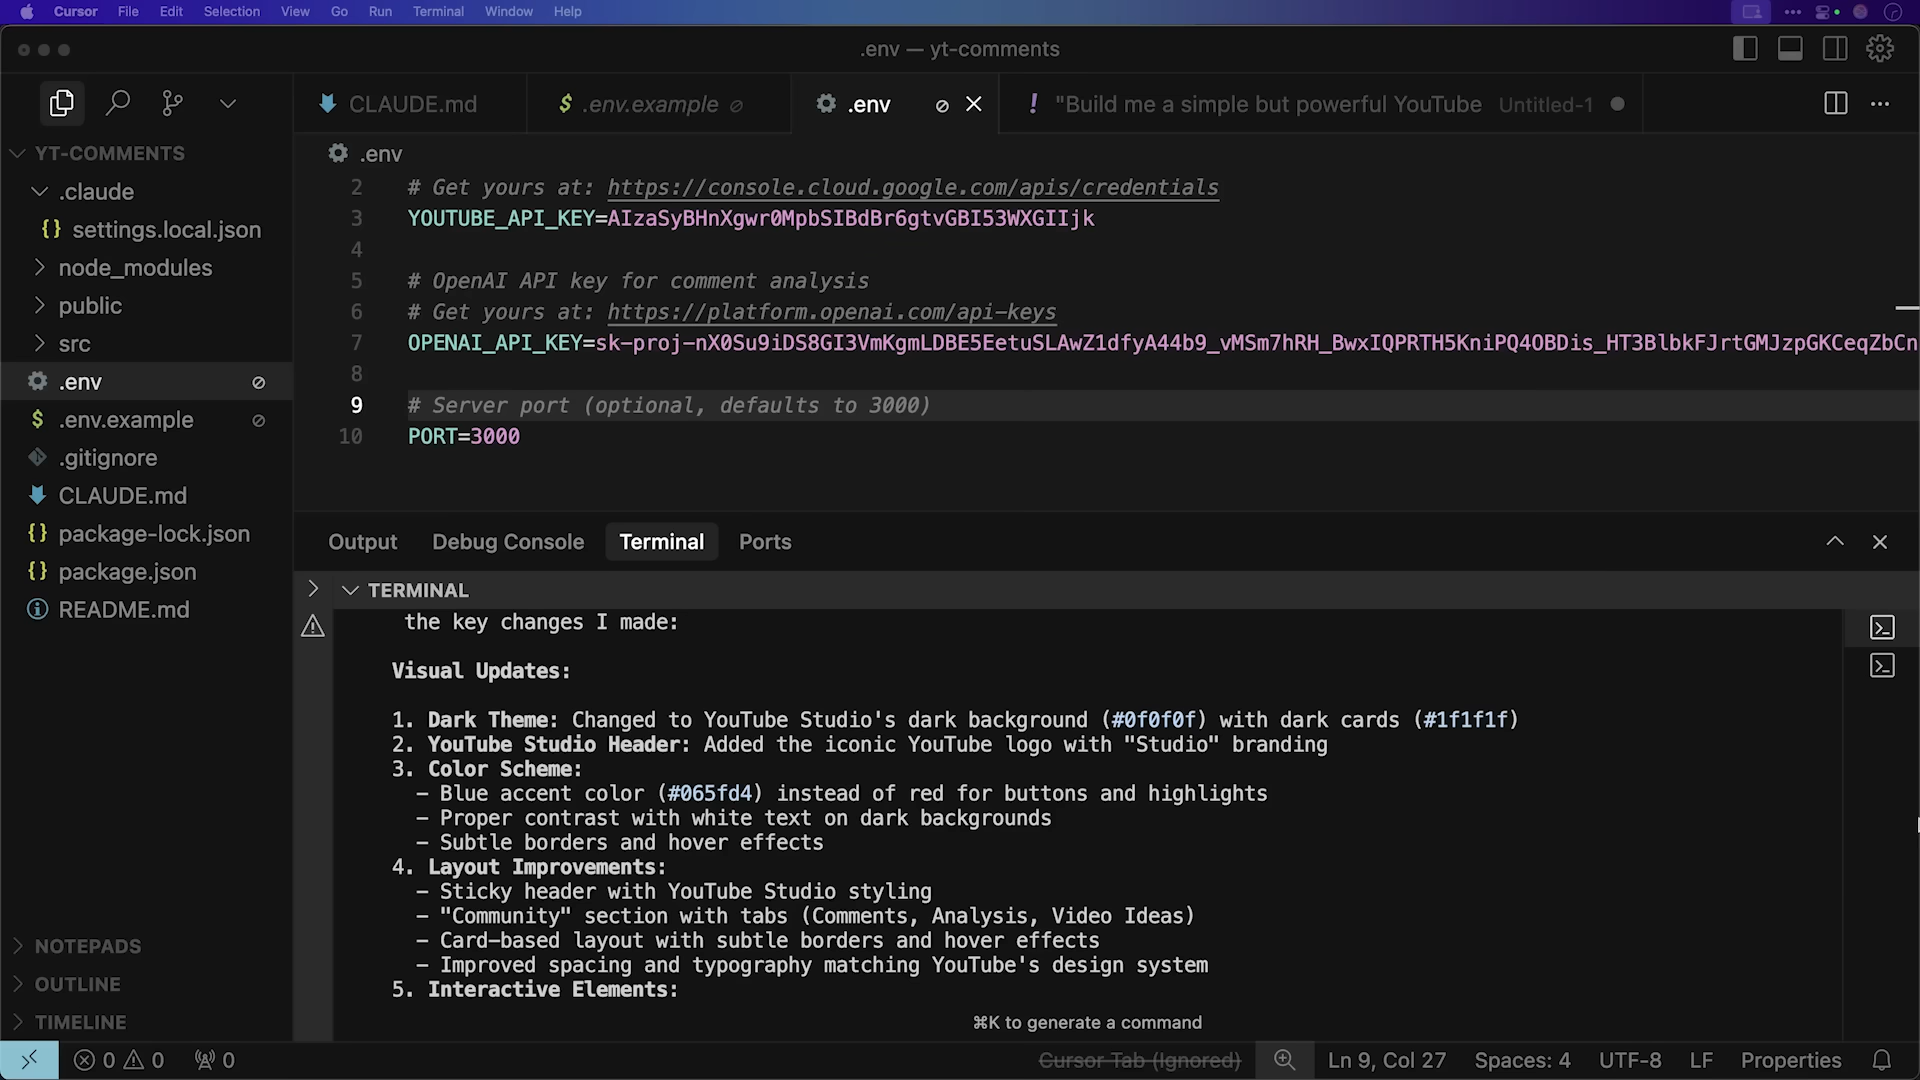 Cursor File Edit Selection View Go Run Terminal Window Help
.env — yt-comments
CLAUDE.md
.env.example
.env
"Build me a simple but powerful YouTube Untitled-1
YT-COMMENTS
.claude
settings.local.json
node_modules
public
src
.env
.env.example
.gitignore
CLAUDE.md
package-lock.json
package.json
README.md
NOTEPADS
OUTLINE
TIMELINE
.env
2 # Get yours at: https://console.cloud.google.com/apis/credentials
3 YOUTUBE_API_KEY=AIzaSyBHnXgwr0MpbSIBdBr6gtvGBI53WXGIIjk
4
5 # OpenAI API key for comment analysis
6 # Get yours at: https://platform.openai.com/api-keys
7 OPENAI_API_KEY=sk-proj-nX0Su9iDS8GI3VmKgmLDBE5EetuSLAwZ1dfyA44b9_vMSm7hRH_BwxIQPRTH5KniPQ4OBDis_HT3BlbkFJrtGMJzpGKCeqZbCn
8
9 # Server port (optional, defaults to 3000)
10 PORT=3000
Output Debug Console Terminal Ports
TERMINAL
the key changes I made:
Visual Updates:
1. Dark Theme: Changed to YouTube Studio's dark background (#0f0f0f) with dark cards (#1f1f1f)
2. YouTube Studio Header: Added the iconic YouTube logo with "Studio" branding
3. Color Scheme:
– Blue accent color (#065fd4) instead of red for buttons and highlights
– Proper contrast with white text on dark backgrounds
– Subtle borders and hover effects
4. Layout Improvements:
– Sticky header with YouTube Studio styling
– "Community" section with tabs (Comments, Analysis, Video Ideas)
– Card-based layout with subtle borders and hover effects
– Improved spacing and typography matching YouTube's design system
5. Interactive Elements:
⌘K to generate a command
0 0 0
Cursor Tab (Ignored) Ln 9, Col 27 Spaces: 4 UTF-8 LF Properties